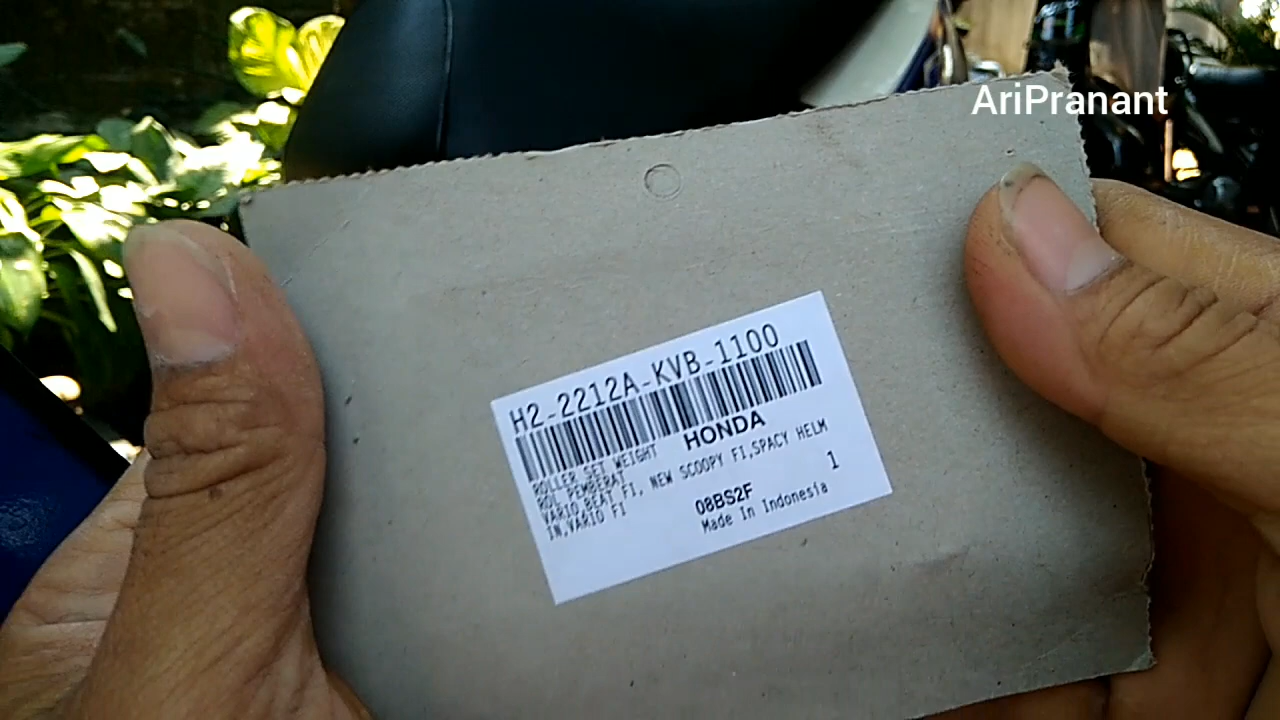 AriPranant
H2-2212A-KVB-1100
HONDA
ROLLER SET WEIGHT
ROL PEMBERAT
VARIO,BEAT FI, NEW SCOOPY FI,SPACY HELM
IN,VARIO FI
1
08BS2F
Made In Indonesia